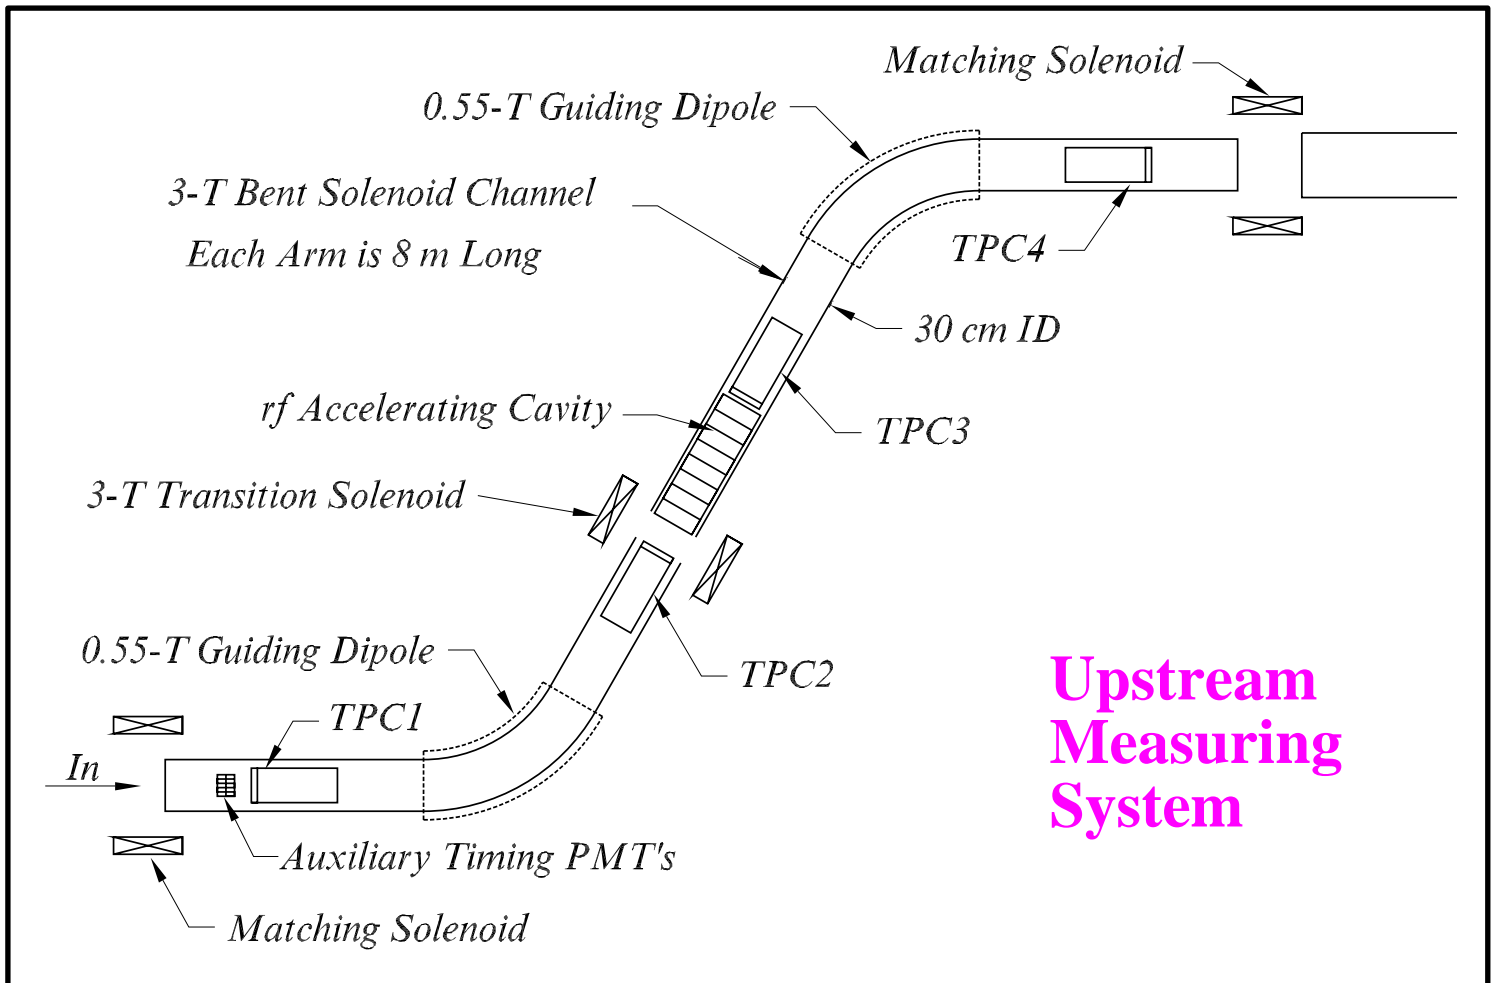 Matching Solenoid
0.55-T Guiding Dipole
3-T Bent Solenoid Channel
Each Arm is 8 m Long
TPC4
30 cm ID
rf Accelerating Cavity
TPC3
3-T Transition Solenoid
0.55-T Guiding Dipole
TPC2
Upstream
Measuring
System
TPC1
In
Auxiliary Timing PMT's
Matching Solenoid